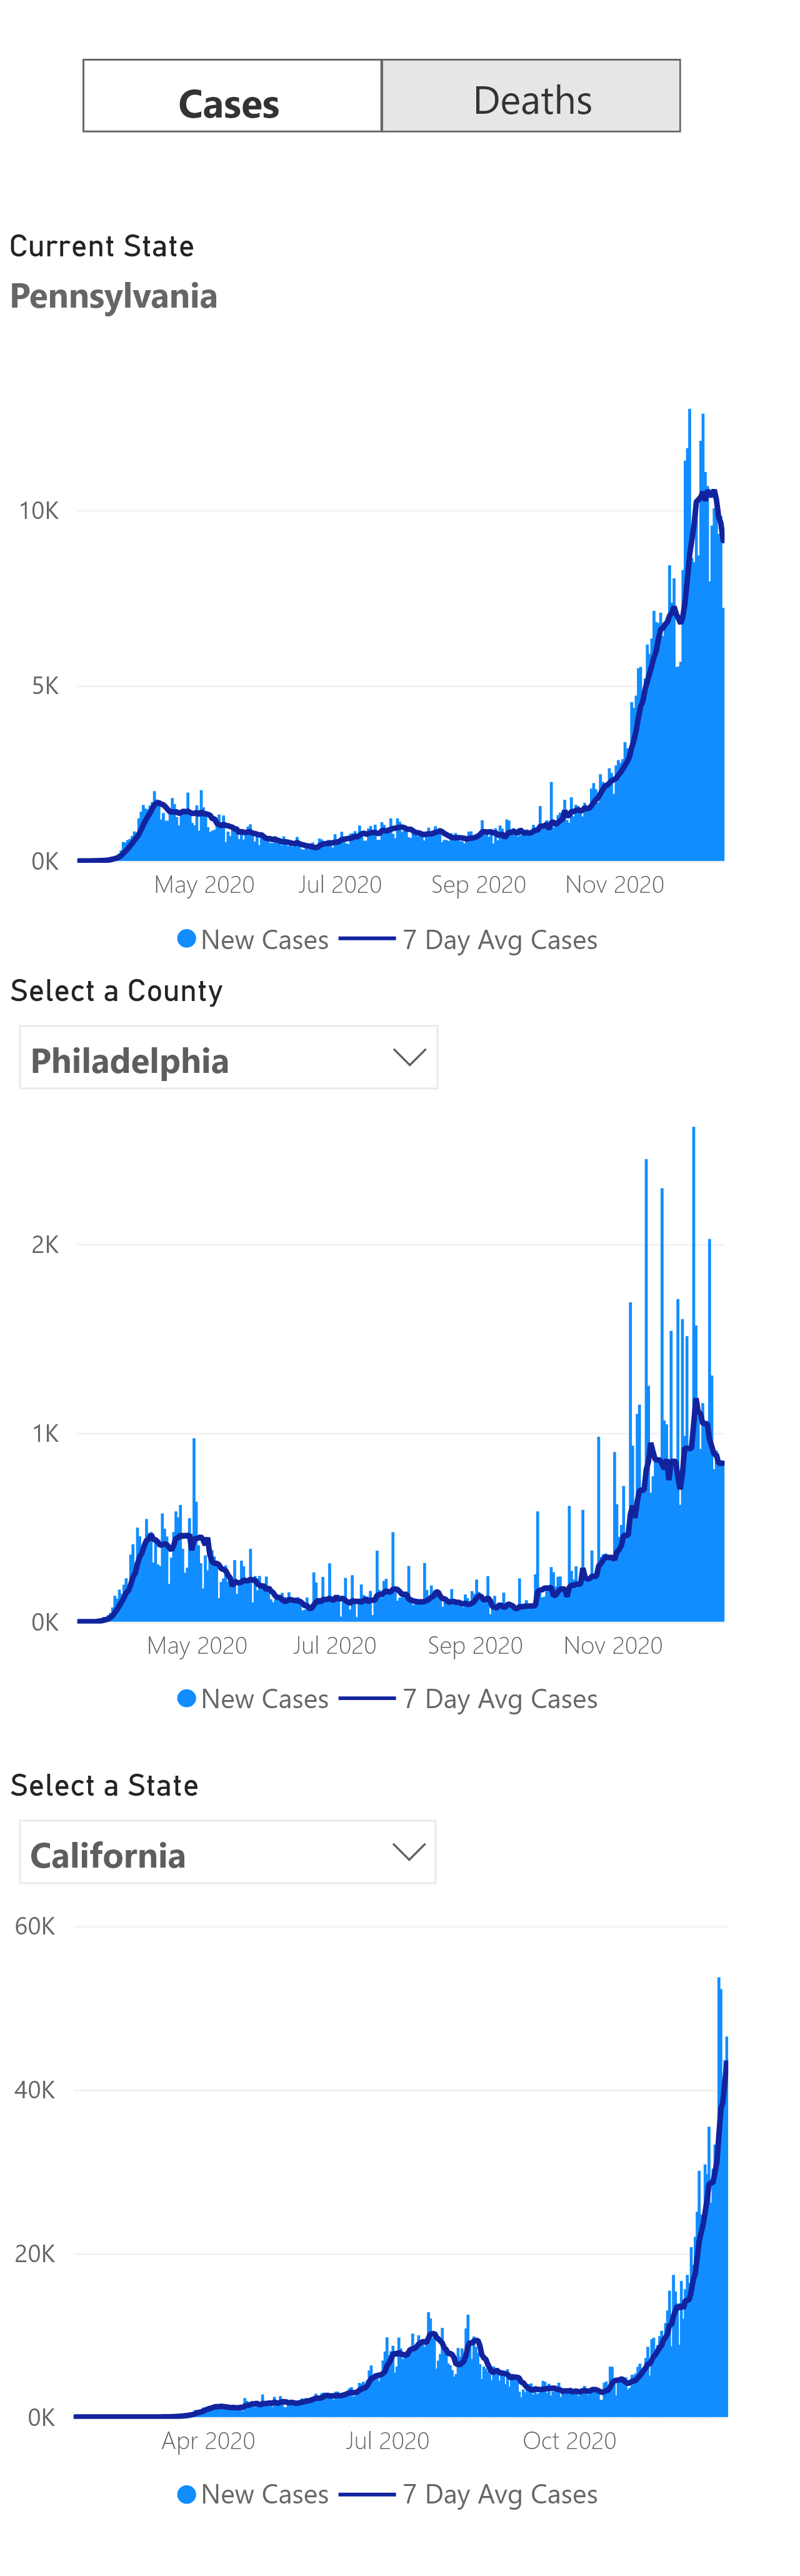 Cases Deaths
Current State
Pennsylvania
10K
5K
0K
May 2020 Jul 2020 Sep 2020 Nov 2020
New Cases 7 Day Avg Cases
Select a County
Philadelphia
2K
1K
0K
May 2020 Jul 2020 Sep 2020 Nov 2020
New Cases 7 Day Avg Cases
Select a State
California
60K
40K
20K
0K
Apr 2020 Jul 2020 Oct 2020
New Cases 7 Day Avg Cases